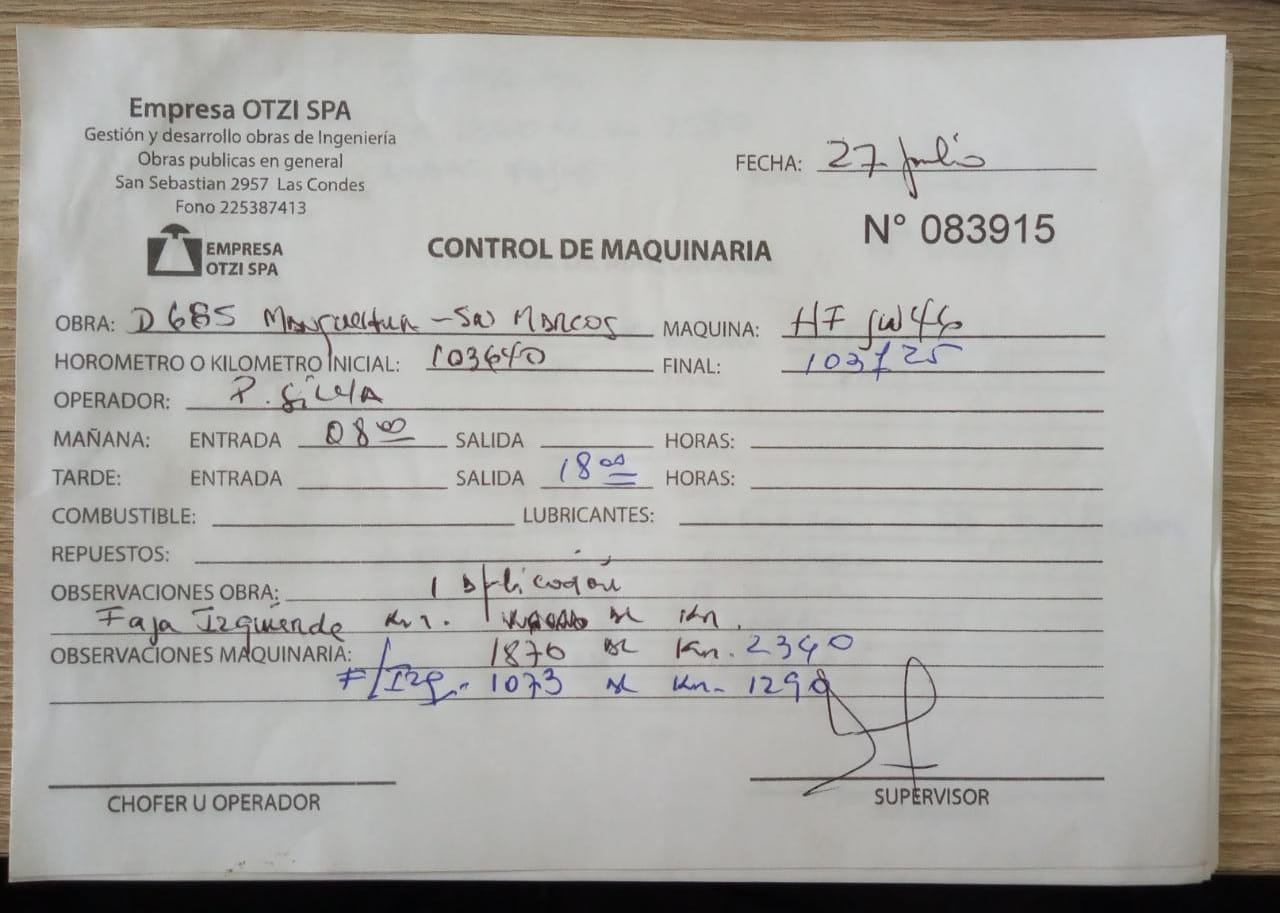 Empresa OTZI SPA
Gestión y desarrollo obras de Ingeniería
Obras publicas en general
San Sebastian 2957 Las Condes
Fono 225387413
EMPRESA
OTZI SPA
FECHA: 27 Julio
N° 083915
CONTROL DE MAQUINARIA
OBRA: D 685 - San Marcos MAQUINA: HF JW46
HOROMETRO O KILOMETRO INICIAL: 103640 FINAL: 103725
OPERADOR: P. Silva
MAÑANA: ENTRADA 08 00 SALIDA HORAS:
TARDE: ENTRADA SALIDA 18 00 HORAS:
COMBUSTIBLE: LUBRICANTES:
REPUESTOS:
OBSERVACIONES OBRA: 1 Aplicación
Faja Izquierde Km. Km.
OBSERVACIONES MAQUINARIA: 1870 al Km. 2340
F/Izq. 1073 al Km. 1290
CHOFER U OPERADOR
SUPERVISOR